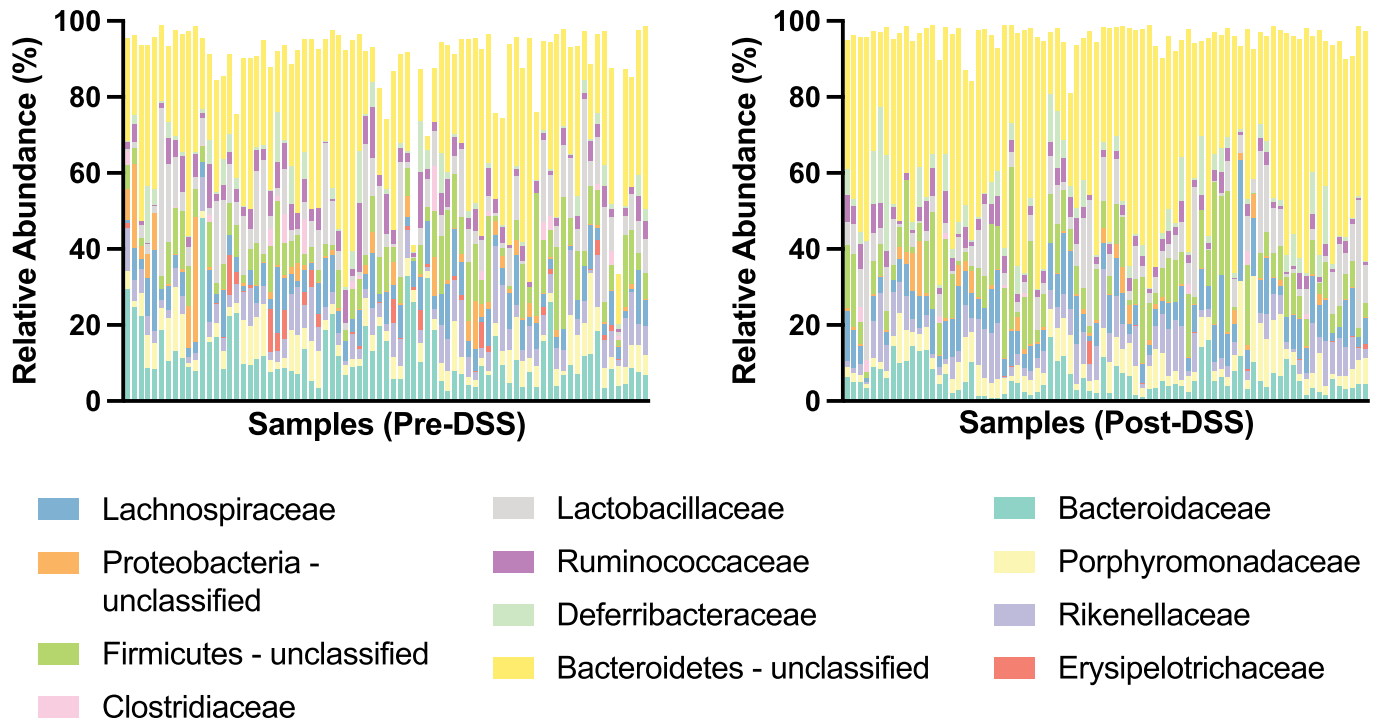 Relative Abundance (%)
100
80
60
40
20
0
Samples (Pre-DSS)
Relative Abundance (%)
100
80
60
40
20
0
Samples (Post-DSS)
Lachnospiraceae
Proteobacteria -
unclassified
Firmicutes - unclassified
Clostridiaceae
Lactobacillaceae
Ruminococcaceae
Deferribacteraceae
Bacteroidetes - unclassified
Bacteroidaceae
Porphyromonadaceae
Rikenellaceae
Erysipelotrichaceae